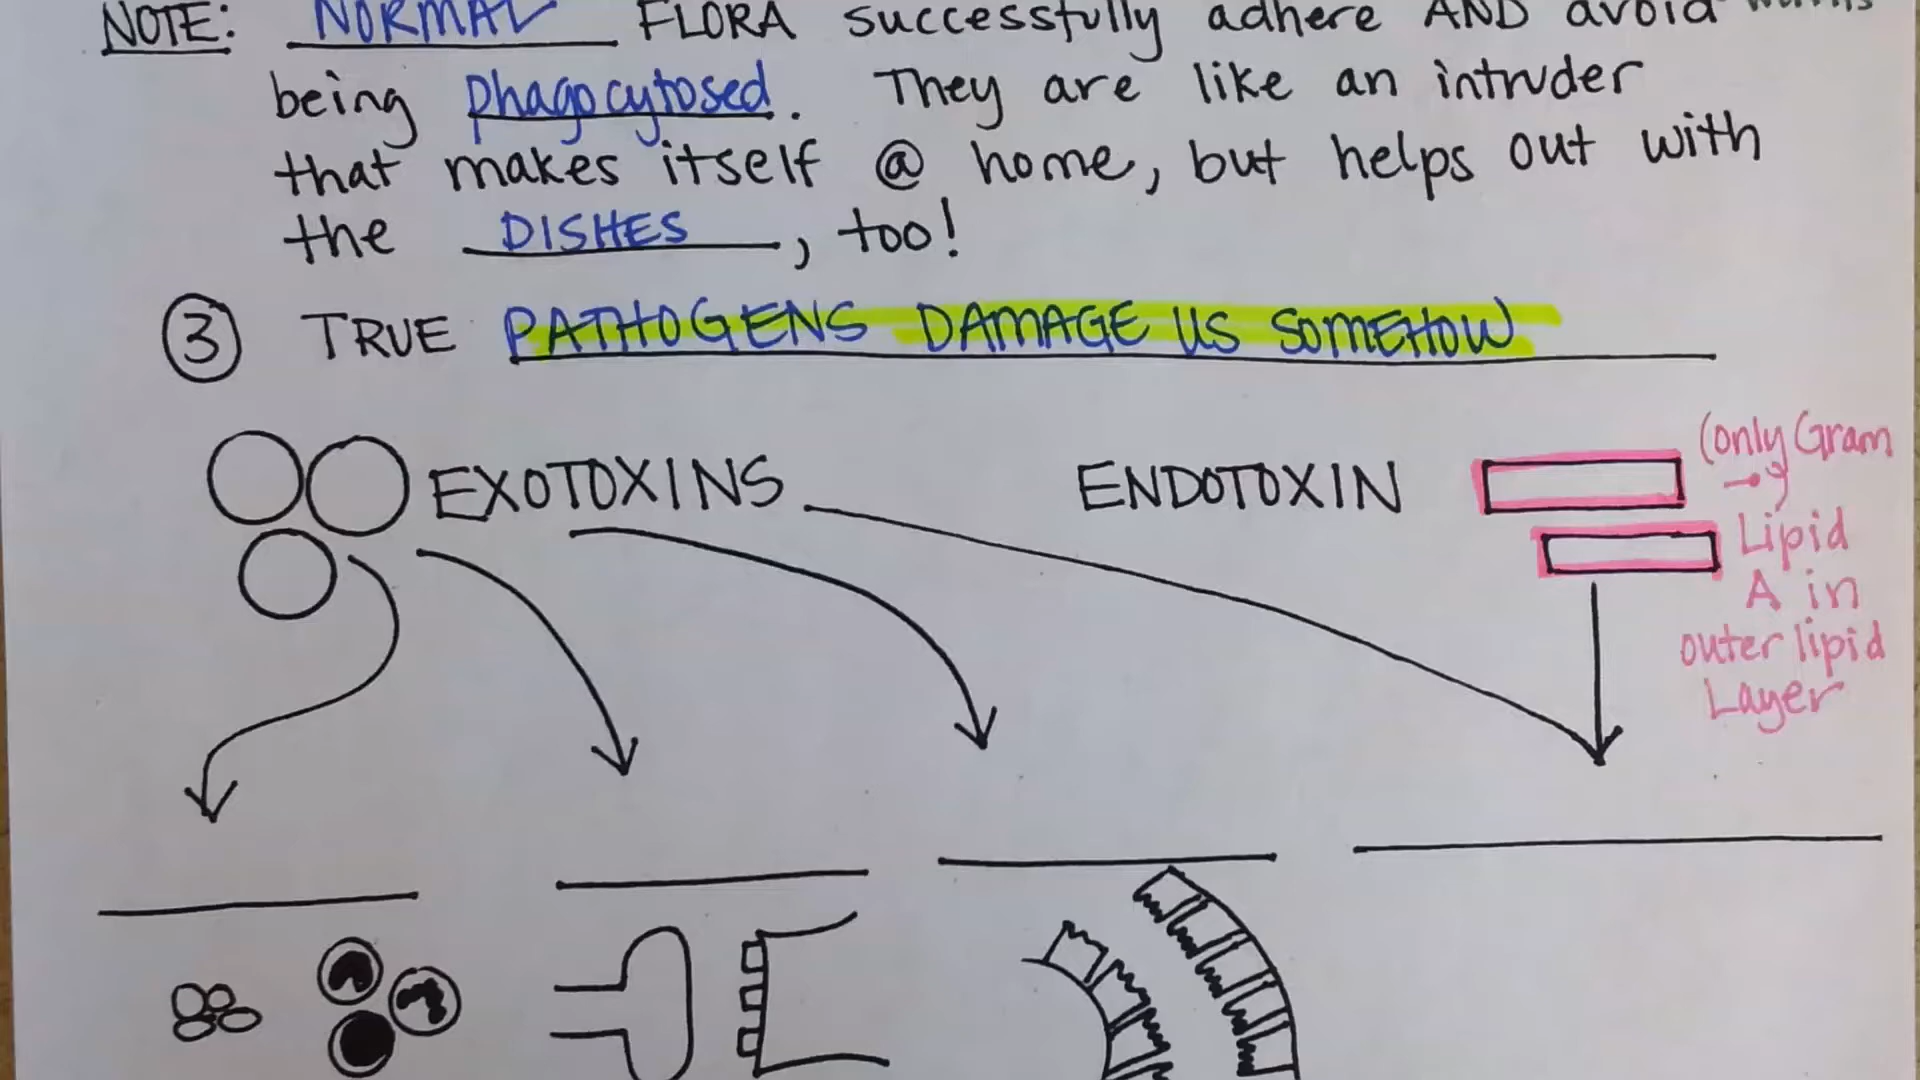 NOTE: NORMAL FLORA successfully adhere AND avoid
being phagocytosed. They are like an intruder
that makes itself @ home, but helps out with
the DISHES, too!
③ TRUE PATHOGENS DAMAGE US SOMEHOW
EXOTOXINS ENDOTOXIN
(only Gram
Lipid
A in
outer lipid
Layer